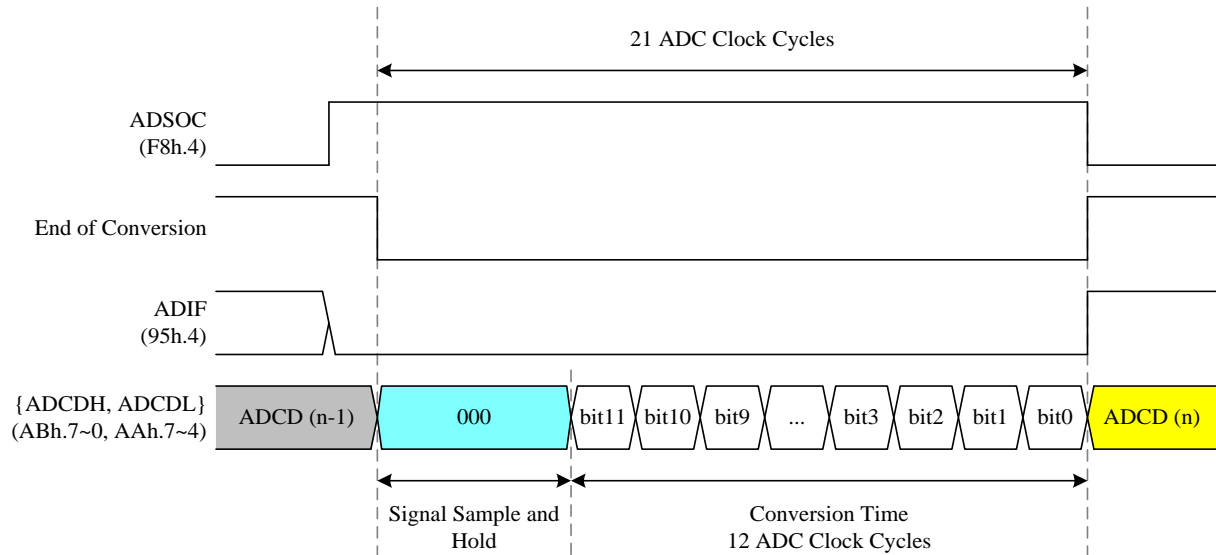 21 ADC Clock Cycles
ADSOC
(F8h.4)
End of Conversion
ADIF
(95h.4)
{ADCDH, ADCDL}
(ABh.7~0, AAh.7~4)
ADCD (n-1)
000
bit11
bit10
bit9
...
bit3
bit2
bit1
bit0
ADCD (n)
Signal Sample and
Hold
Conversion Time
12 ADC Clock Cycles